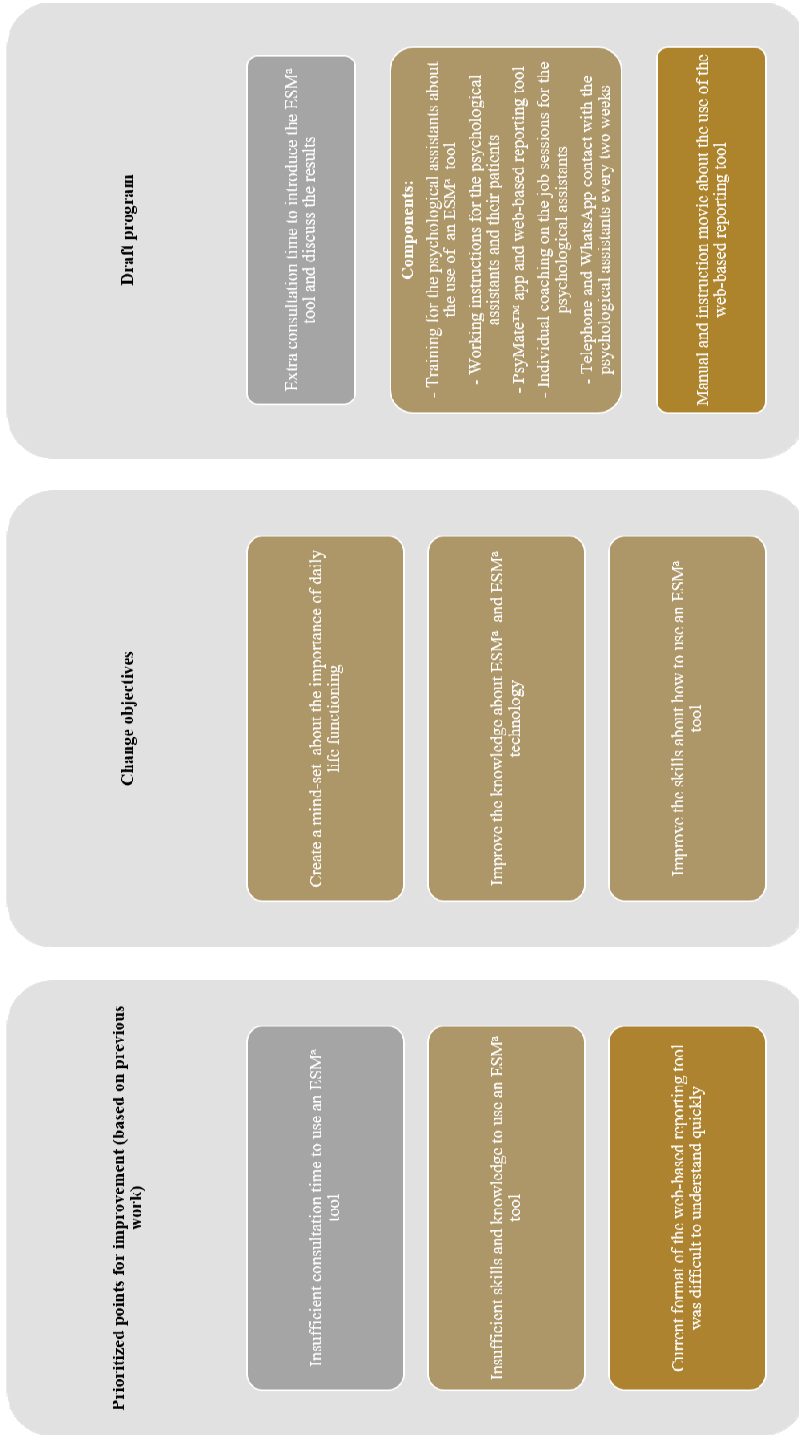 Prioritized points for improvement (based on previous
work)
Insufficient consultation time to use an ESMª
tool
Insufficient skills and knowledge to use an ESMª
tool
Current format of the web-based reporting tool
was difficult to understand quickly
Change objectives
Create a mind-set about the importance of daily
life functioning
Improve the knowledge about ESMª and ESMª
technology
Improve the skills about how to use an ESMª
tool
Draft program
Extra consultation time to introduce the ESMª
tool and discuss the results
Components:
- Training for the psychological assistants about
the use of an ESMª tool
- Working instructions for the psychological
assistants and their patients
- PsyMate™ app and web-based reporting tool
- Individual coaching on the job sessions for the
psychological assistants
- Telephone and WhatsApp contact with the
psychological assistants every two weeks
Manual and instruction movie about the use of the
web-based reporting tool